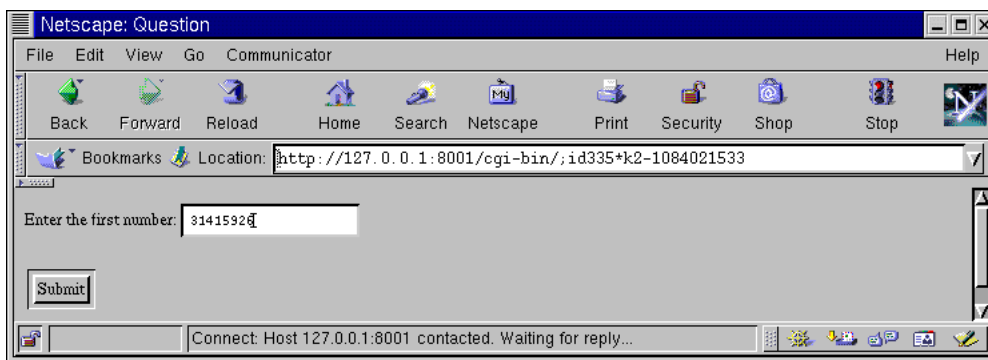 Netscape: Question
File Edit View Go Communicator Help
Back Forward Reload Home Search Netscape Print Security Shop Stop
Bookmarks Location: http://127.0.0.1:8001/cgi-bin/;id335*k2-1084021533
Enter the first number: 31415926
Submit
Connect: Host 127.0.0.1:8001 contacted. Waiting for reply...